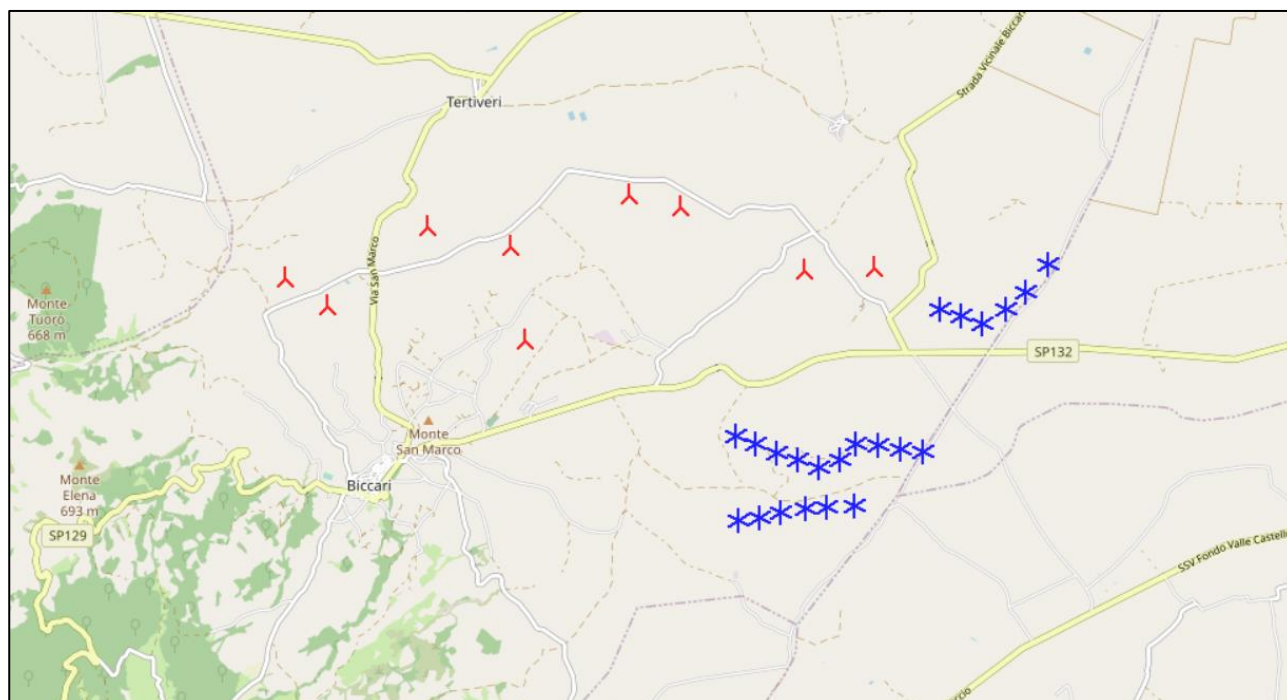 Tertiveri
Strada Vicinale Biccari
Via San Marco
Monte
Tuoro
668 m
SP132
Monte
San Marco
Monte
Elena
693 m
Biccari
SP129
SSV Fondo Valle Castell